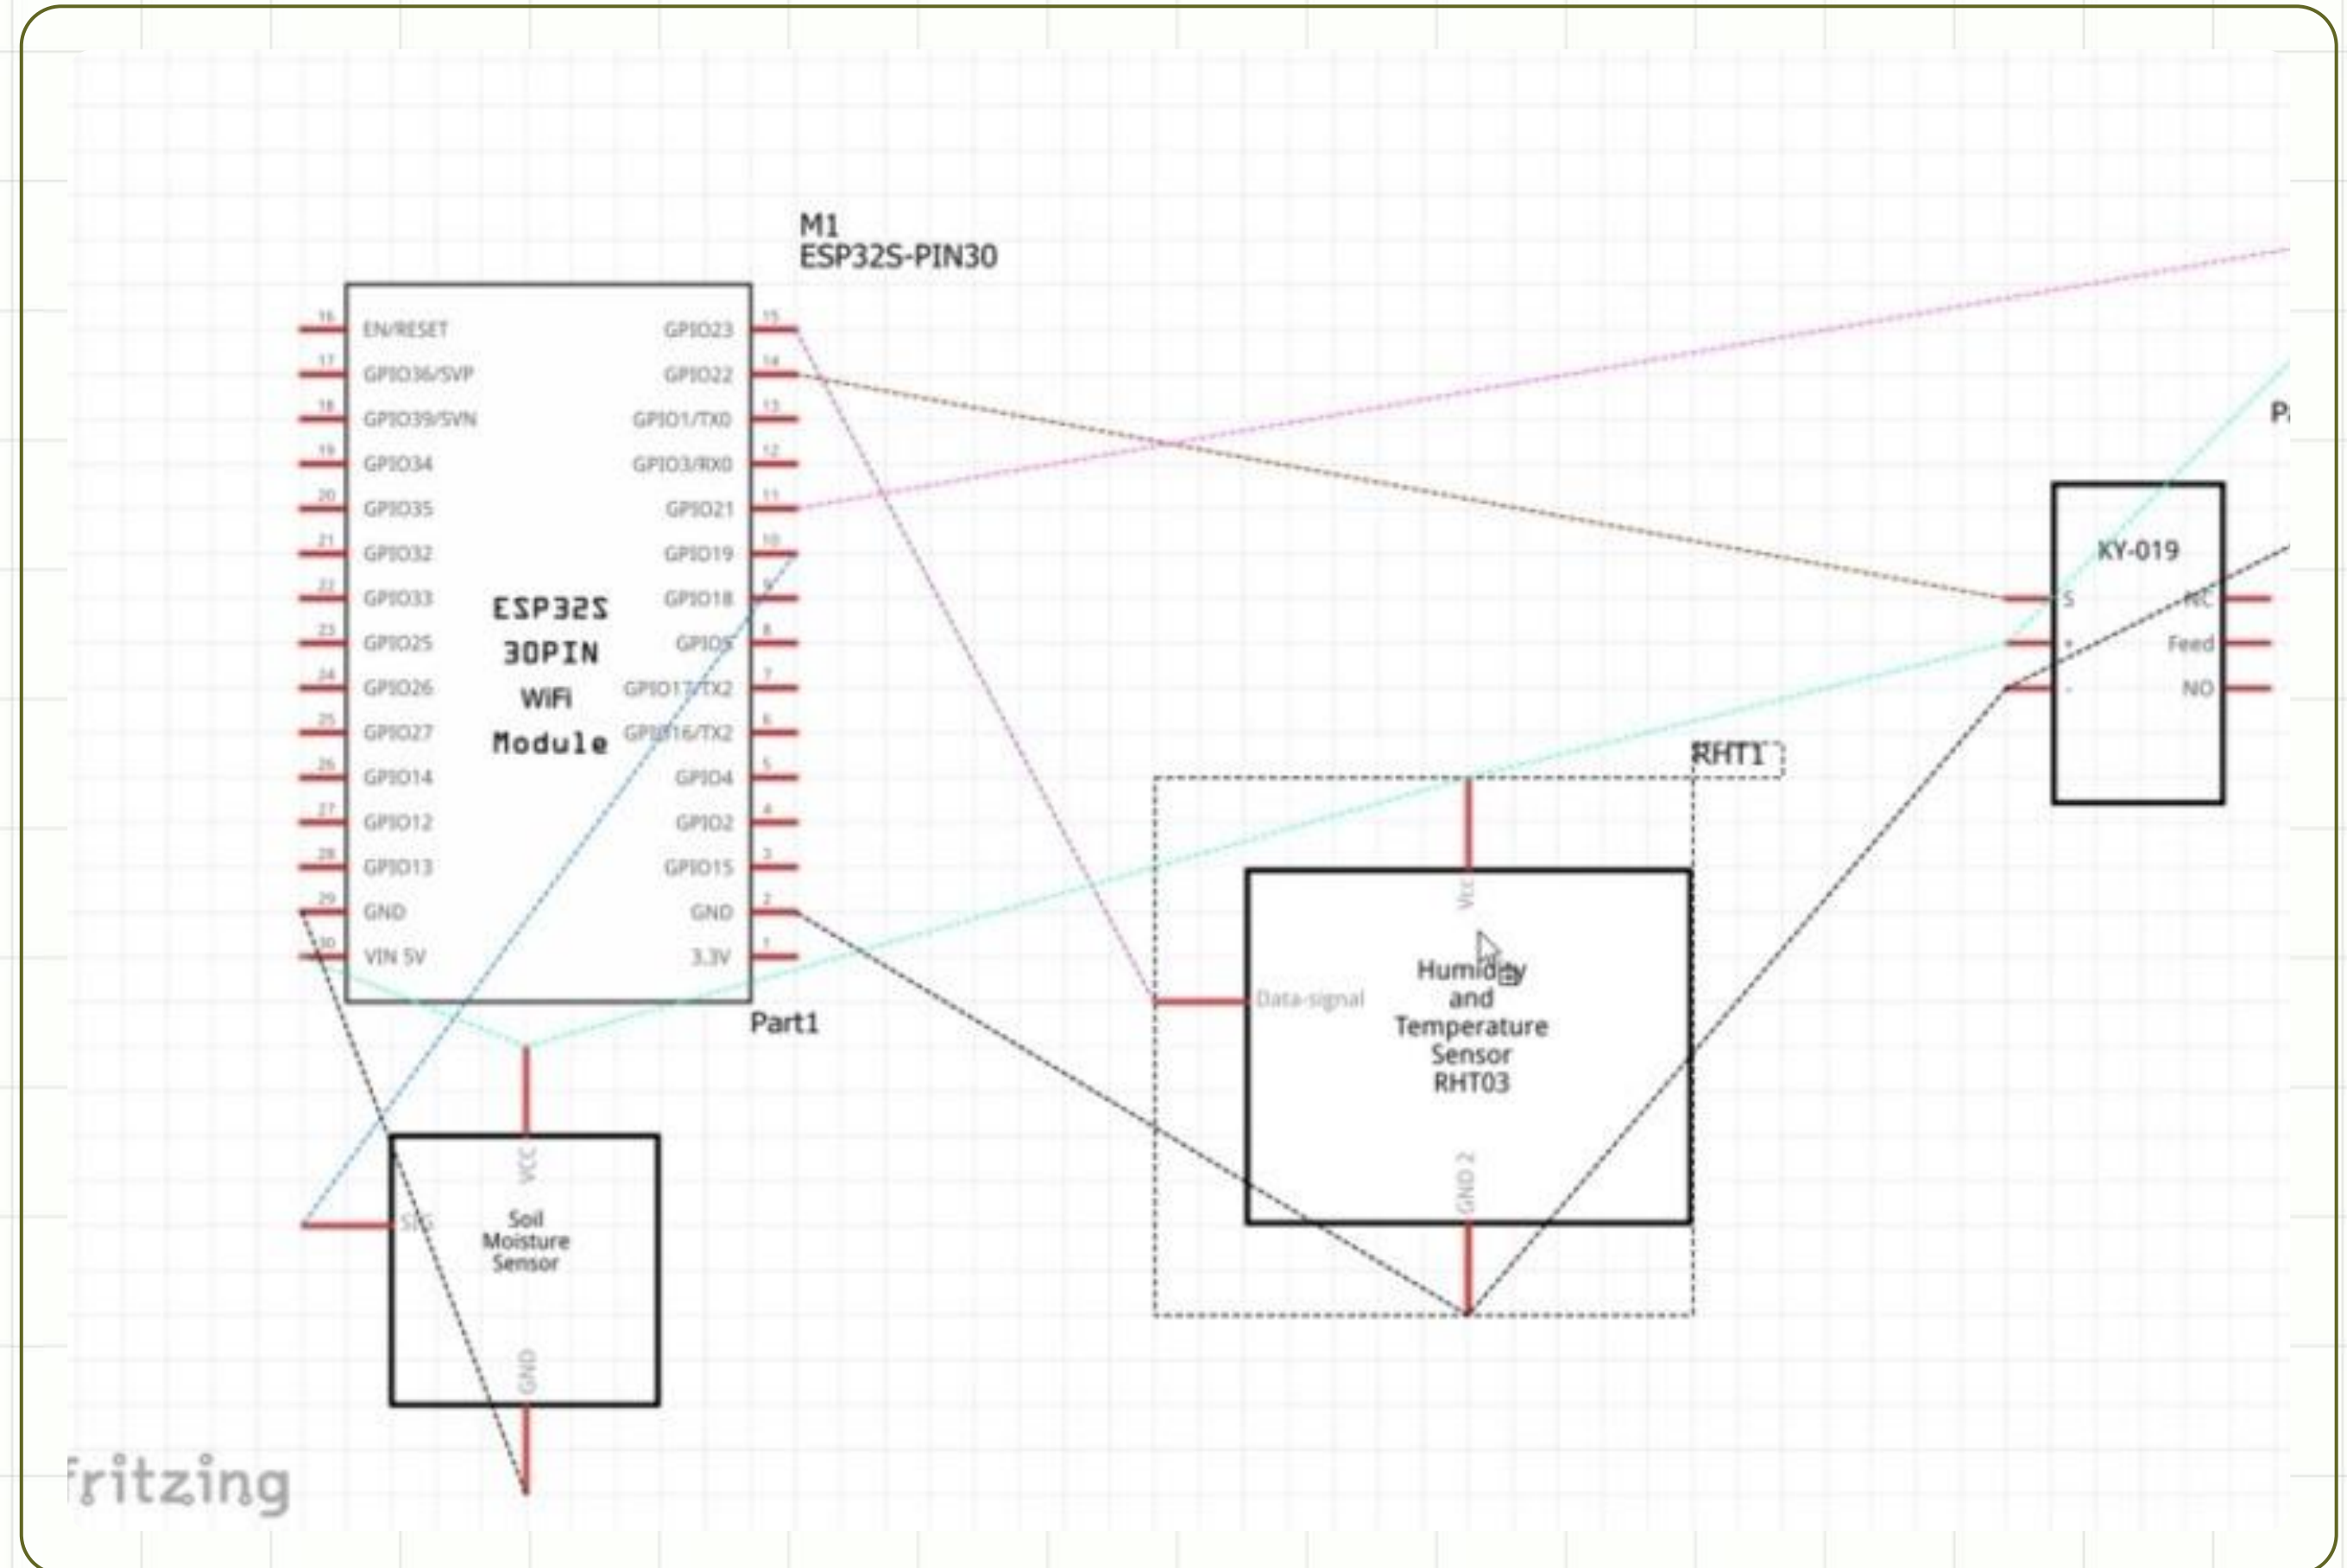 M1
ESP32S-PIN30
16 EN/RESET GPIO23 15
17 GPIO36/SVP GPIO22 14
18 GPIO39/SVN GPIO1/TX0 13
19 GPIO34 GPIO3/RX0 12
20 GPIO35 GPIO21 11
21 GPIO32 GPIO19 10
22 GPIO33 GPIO18 9
23 GPIO25 GPIO5 8
24 GPIO26 GPIO17/TX2 7
25 GPIO27 GPIO16/TX2 6
26 GPIO14 GPIO4 5
27 GPIO12 GPIO2 4
28 GPIO13 GPIO15 3
29 GND GND 2
30 VIN 5V 3.3V 1
ESP32S
30PIN
WiFi
Module
Part1
VCC
SIG
Soil
Moisture
Sensor
GND
RHT1
Vcc
Data-signal
Humidity
and
Temperature
Sensor
RHT03
GND 2
KY-019
S NC
+ Feed
- NO
fritzing